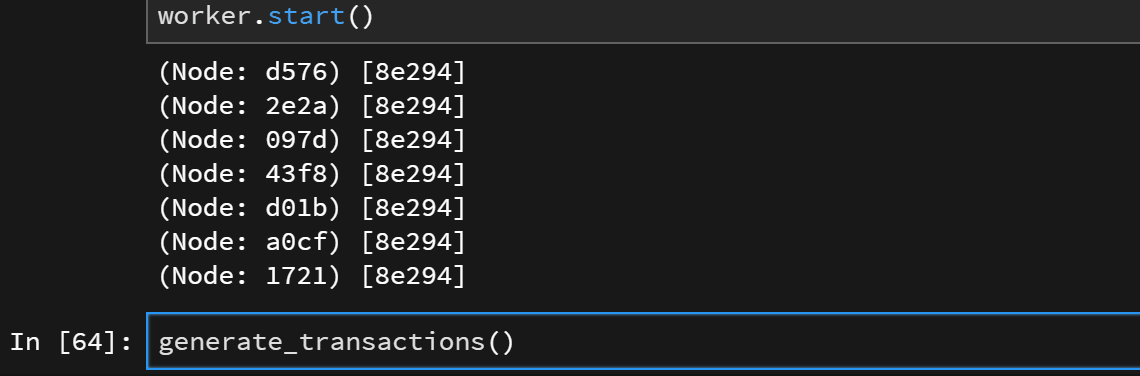 worker.start()
(Node: d576) [8e294]
(Node: 2e2a) [8e294]
(Node: 097d) [8e294]
(Node: 43f8) [8e294]
(Node: d01b) [8e294]
(Node: a0cf) [8e294]
(Node: 1721) [8e294]
In [64]: generate_transactions()